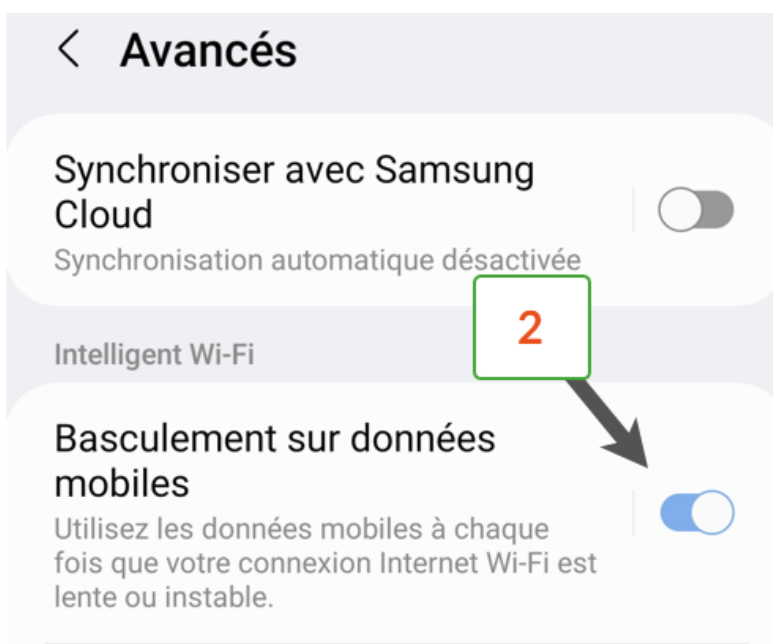 Avancés
Synchroniser avec Samsung
Cloud
Synchronisation automatique désactivée
2
Intelligent Wi-Fi
Basculement sur données
mobiles
Utilisez les données mobiles à chaque
fois que votre connexion Internet Wi-Fi est
lente ou instable.